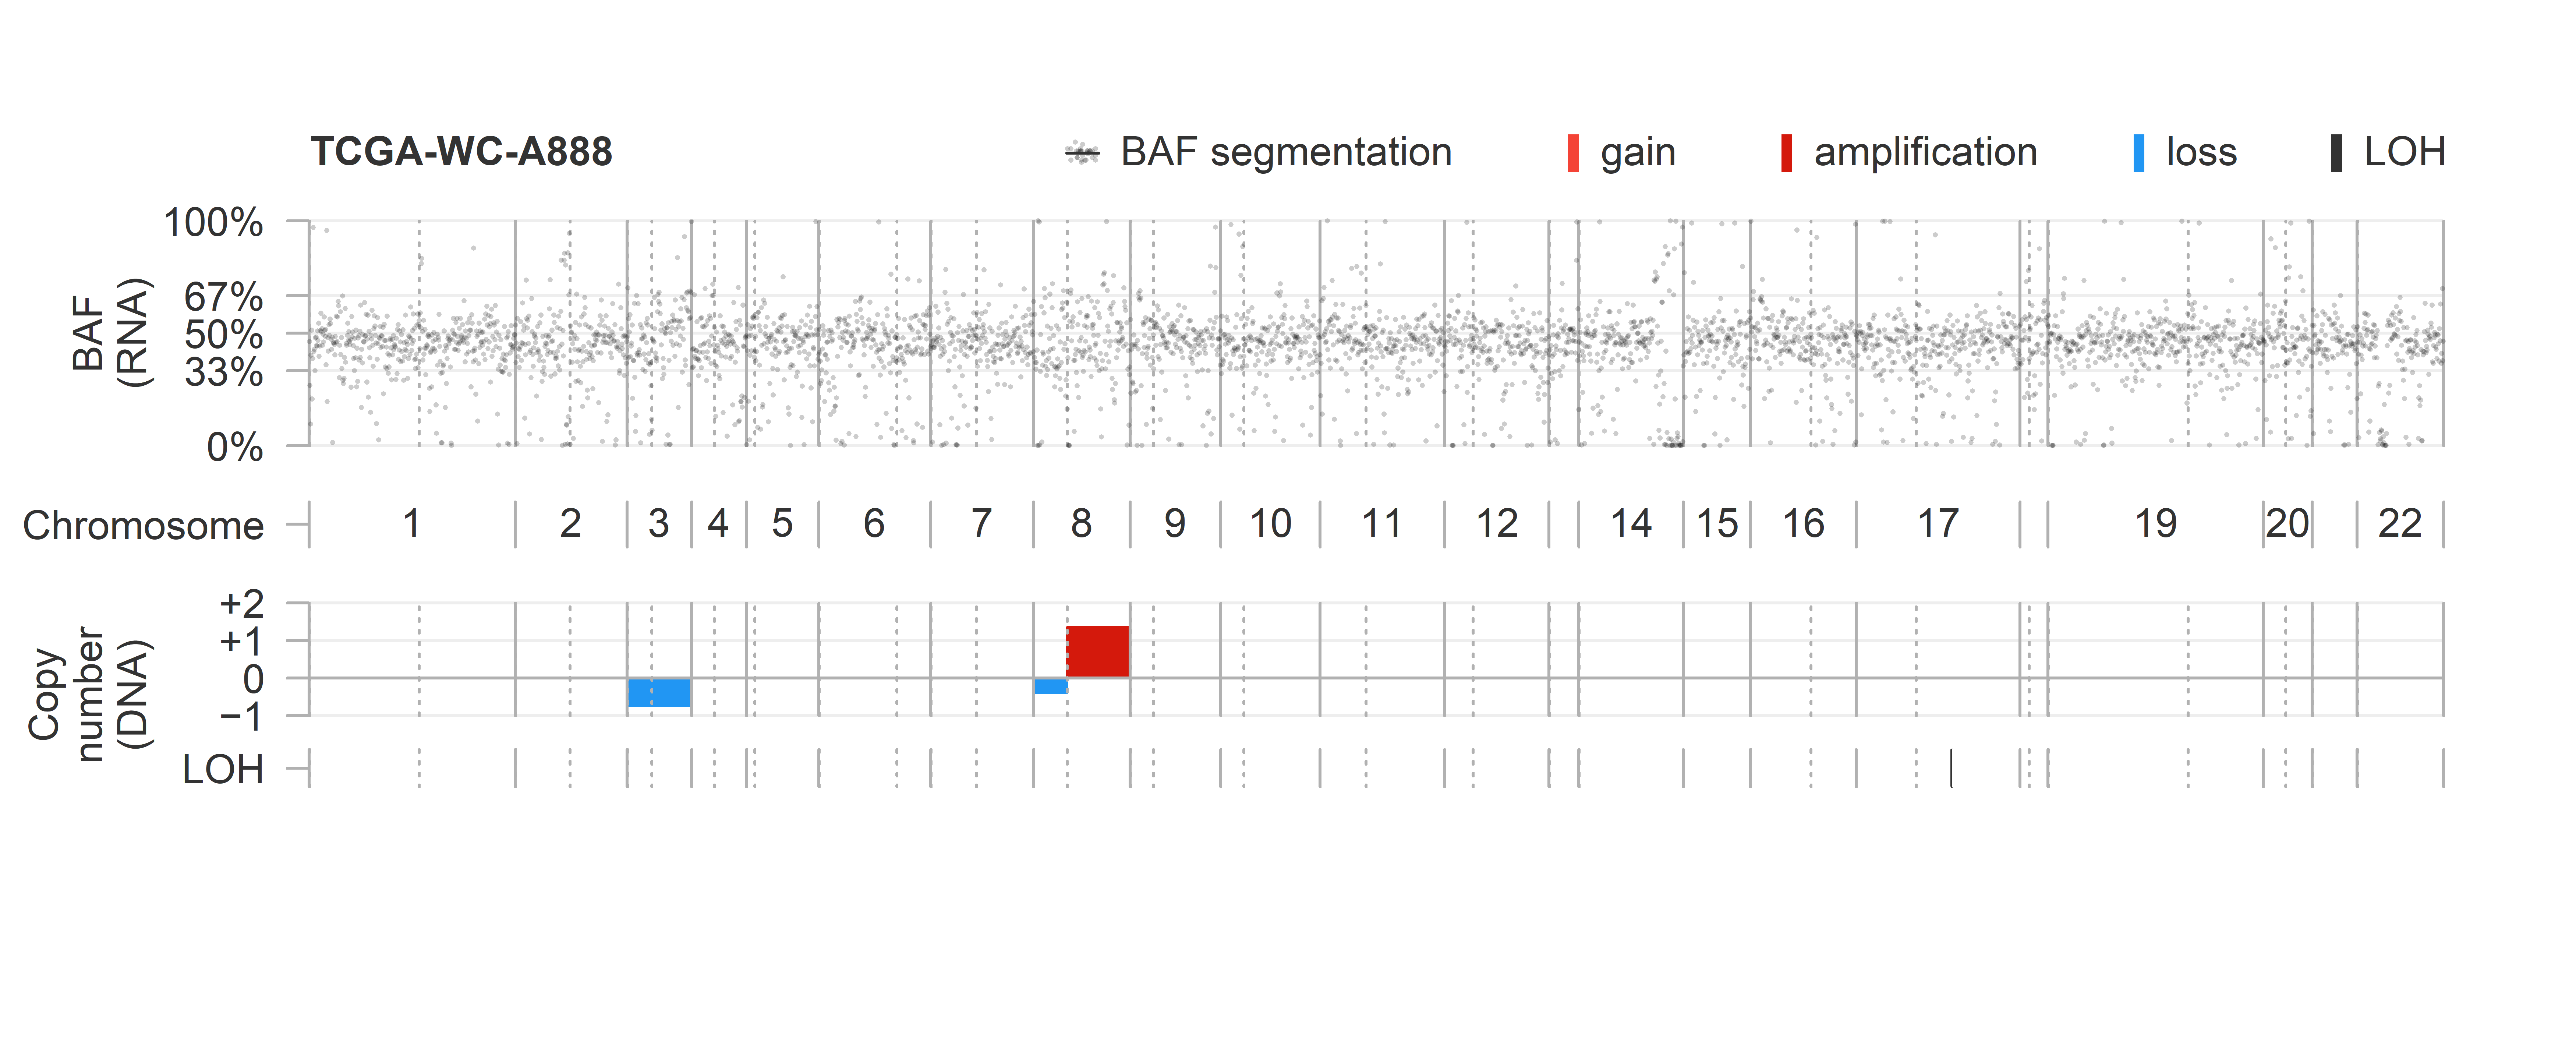 TCGA-WC-A888
BAF segmentation gain amplification loss LOH
BAF
(RNA)
100%
67%
50%
33%
0%
Chromosome 1 2 3 4 5 6 7 8 9 10 11 12 14 15 16 17 19 20 22
Copy
number
(DNA)
+2
+1
0
−1
LOH